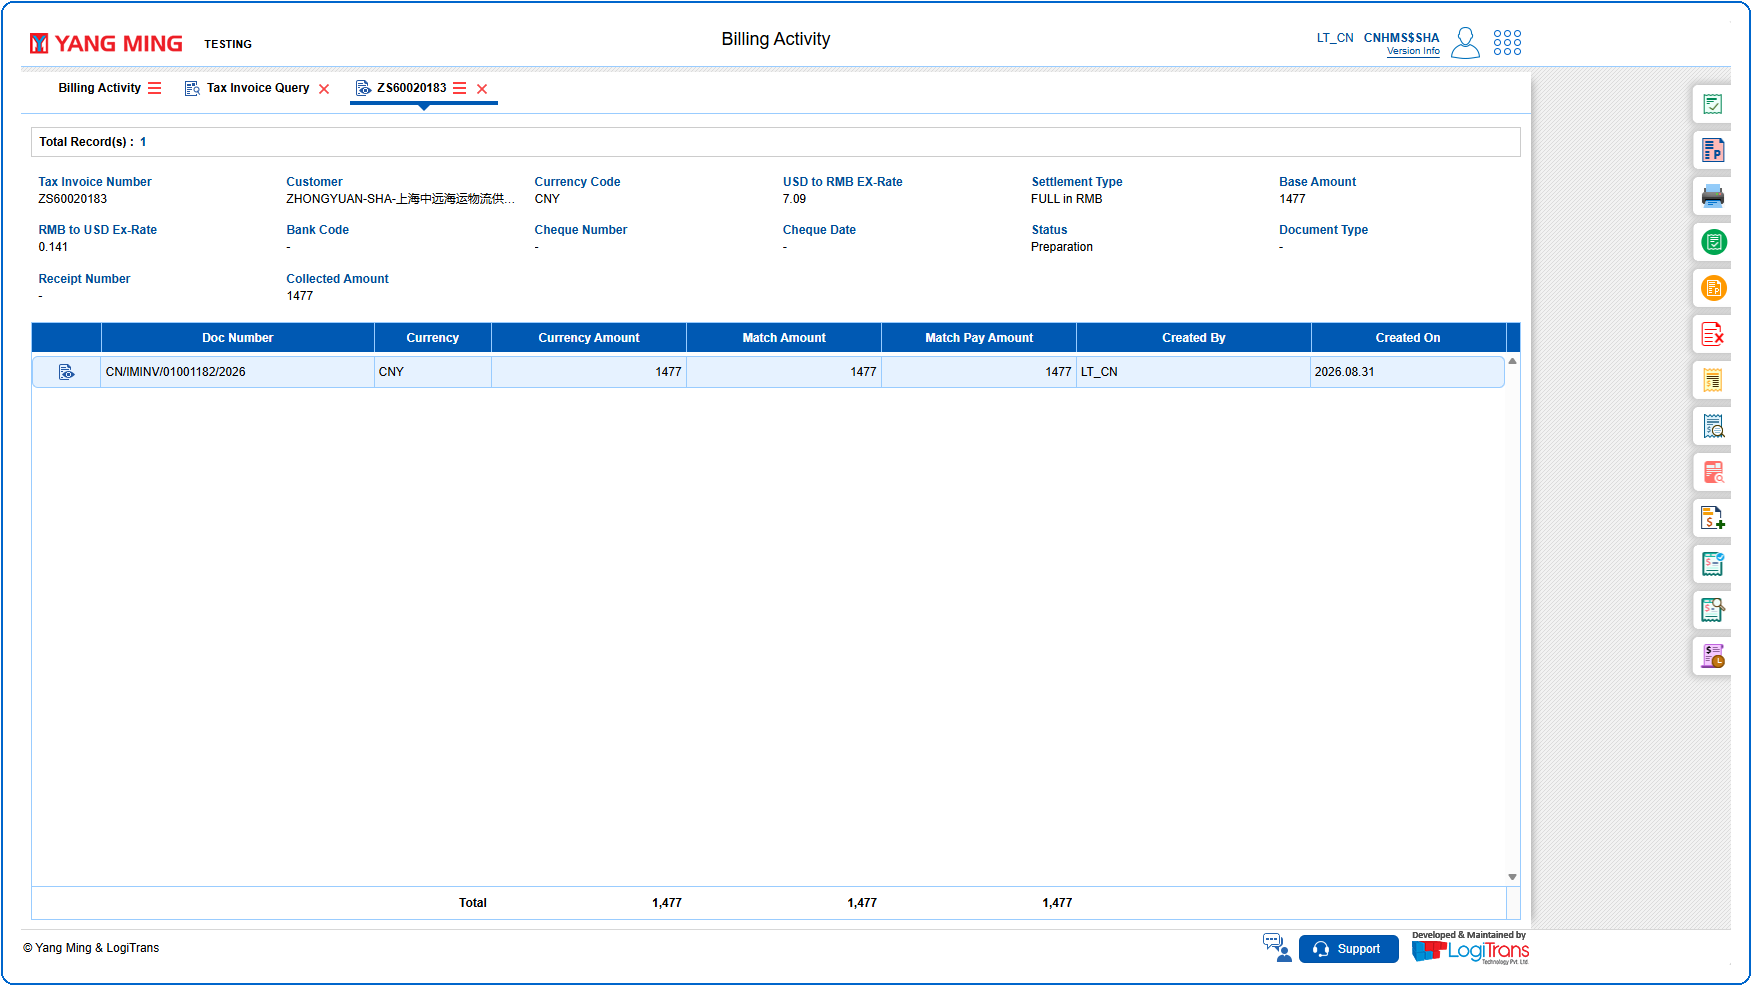 YANG MING TESTING
Billing Activity
LT_CN CNHMS$SHA
Version Info
Billing Activity Tax Invoice Query ZS60020183
Total Record(s) : 1
Tax Invoice Number Customer Currency Code USD to RMB EX-Rate Settlement Type Base Amount
ZS60020183 ZHONGYUAN-SHA-上海中远海运物流供... CNY 7.09 FULL in RMB 1477
RMB to USD Ex-Rate Bank Code Cheque Number Cheque Date Status Document Type
0.141 - - - Preparation -
Receipt Number Collected Amount
- 1477
Doc Number Currency Currency Amount Match Amount Match Pay Amount Created By Created On
CN/IMINV/01001182/2026 CNY 1477 1477 1477 LT_CN 2026.08.31
Total 1,477 1,477 1,477
© Yang Ming & LogiTrans
Support
Developed & Maintained by
LogiTrans
Technology Pvt. Ltd.